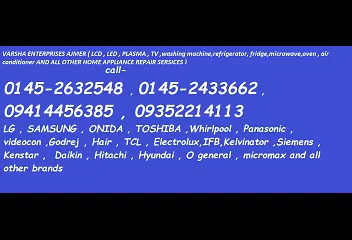 VARSHA ENTERPRISES AJMER ( LCD , LED , PLASMA , TV ,washing machine,refrigerator, fridge,microwave,oven , air
conditioner AND ALL OTHER HOME APPLIANCE REPAIR SERSICES )
call-
0145-2632548 , 0145-2433662 ,
09414456385 , 09352214113
LG , SAMSUNG , ONIDA , TOSHIBA ,Whirlpool , Panasonic ,
videocon ,Godrej , Hair , TCL , Electrolux,IFB,Kelvinator ,Siemens ,
Kenstar , Daikin , Hitachi , Hyundai , O general , micromax and all
other brands